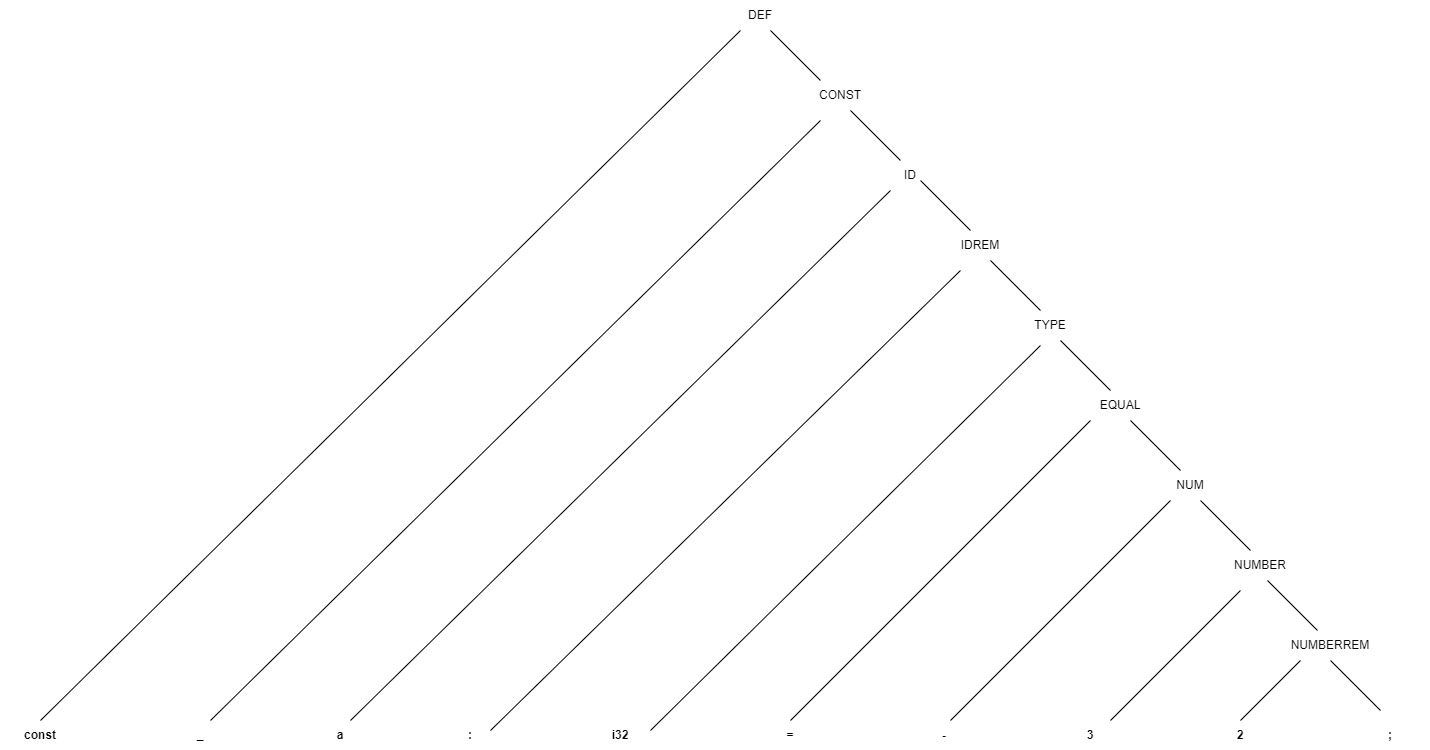 DEF
CONST
ID
IDREM
TYPE
EQUAL
NUM
NUMBER
NUMBERREM
const _ a : i32 = - 3 2 ;